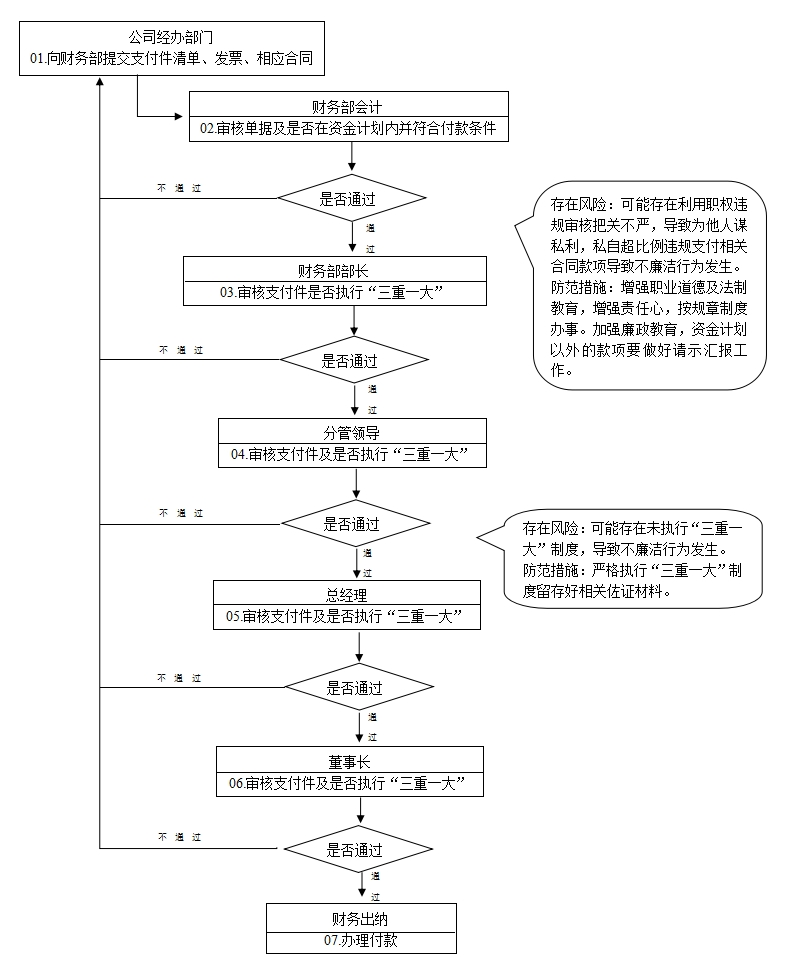 公司经办部门
01.向财务部提交支付件清单、发票、相应合同
财务部会计
02.审核单据及是否在资金计划内并符合付款条件
不 通 过
是否通过
通
过
存在风险：可能存在利用职权违
规审核把关不严，导致为他人谋
私利，私自超比例违规支付相关
合同款项导致不廉洁行为发生。
防范措施：增强职业道德及法制
教育，增强责任心，按规章制度
办事。加强廉政教育，资金计划
以外的款项要做好请示汇报工
作。
财务部部长
03.审核支付件是否执行“三重一大”
不 通 过
是否通过
通
过
分管领导
04.审核支付件及是否执行“三重一大”
不 通 过
是否通过
通
过
存在风险：可能存在未执行“三重一
大”制度，导致不廉洁行为发生。
防范措施：严格执行“三重一大”制
度留存好相关佐证材料。
总经理
05.审核支付件及是否执行“三重一大”
不 通 过
是否通过
通
过
董事长
06.审核支付件及是否执行“三重一大”
不 通 过
是否通过
通
过
财务出纳
07.办理付款